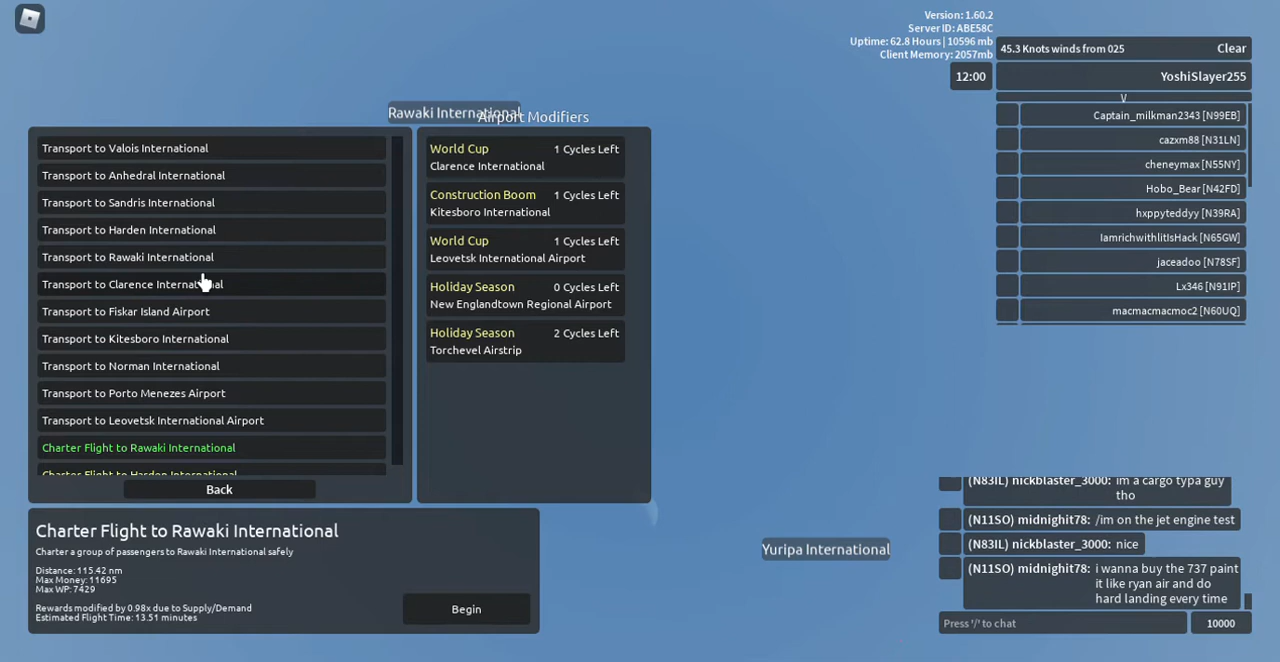 Version: 1.60.2
Server ID: ABE58C
Uptime: 62.8 Hours | 10596 mb
Client Memory: 2057mb
45.3 Knots winds from 025 Clear
12:00 YoshiSlayer255
V
Captain_milkman2343 [N99EB]
cazxm88 [N31LN]
cheneymax [N55NY]
Hobo_Bear [N42FD]
hxppyteddyy [N39RA]
IamrichwithlitIsHack [N65GW]
jaceadoo [N78SF]
Lx346 [N91IP]
macmacmacmoc2 [N60UQ]
Rawaki International
Airport Modifiers
Transport to Valois International
Transport to Anhedral International
Transport to Sandris International
Transport to Harden International
Transport to Rawaki International
Transport to Clarence International
Transport to Fiskar Island Airport
Transport to Kitesboro International
Transport to Norman International
Transport to Porto Menezes Airport
Transport to Leovetsk International Airport
Charter Flight to Rawaki International
Charter Flight to Harden International
Back
World Cup 1 Cycles Left
Clarence International
Construction Boom 1 Cycles Left
Kitesboro International
World Cup 1 Cycles Left
Leovetsk International Airport
Holiday Season 0 Cycles Left
New Englandtown Regional Airport
Holiday Season 2 Cycles Left
Torchevel Airstrip
Charter Flight to Rawaki International
Charter a group of passengers to Rawaki International safely
Distance: 115.42 nm
Max Money: 11695
Max WP: 7429
Rewards modified by 0.98x due to Supply/Demand
Estimated Flight Time: 13.51 minutes
Begin
Yuripa International
(N83IL) nickblaster_3000: im a cargo typa guy
tho
(N11SO) midnighit78: /im on the jet engine test
(N83IL) nickblaster_3000: nice
(N11SO) midnighit78: i wanna buy the 737 paint
it like ryan air and do
hard landing every time
Press '/' to chat 10000